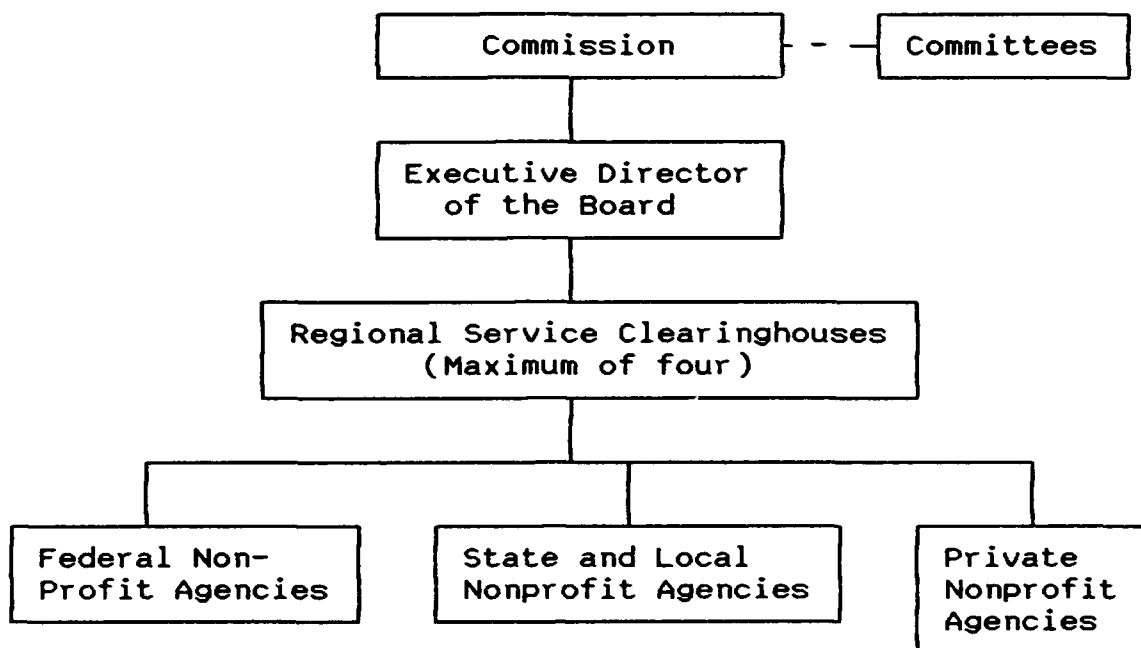 Commission
Committees
Executive Director
of the Board
Regional Service Clearinghouses
(Maximum of four)
Federal Non-
Profit Agencies
State and Local
Nonprofit Agencies
Private
Nonprofit
Agencies